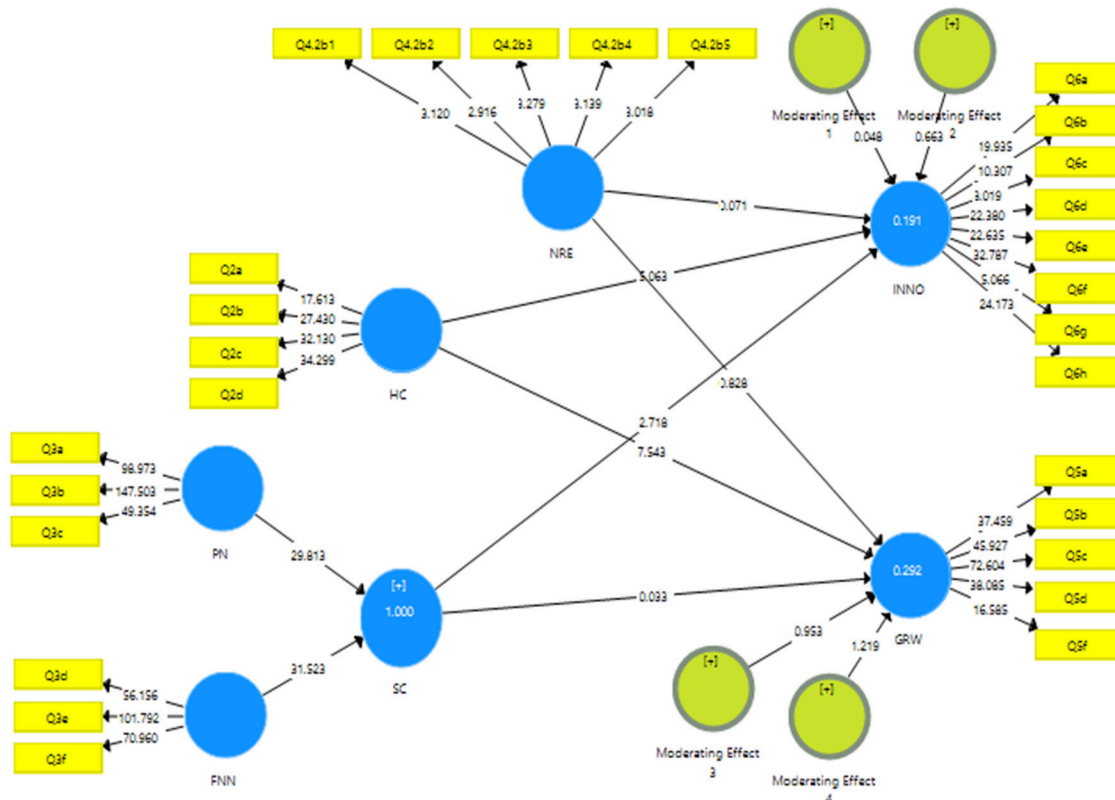 Q4.2b1
Q4.2b2
Q4.2b3
Q4.2b4
Q4.2b5
3.120
2.916
3.279
3.139
3.018
NRE
[+]
Moderating Effect
1
[+]
Moderating Effect
2
0.048
0.663
Q6a
Q6b
Q6c
Q6d
Q6e
Q6f
Q6g
Q6h
19.935
10.307
3.019
22.380
22.635
32.787
5.066
24.173
0.191
INNO
0.071
5.063
Q2a
Q2b
Q2c
Q2d
17.613
27.430
32.130
34.299
HC
0.828
2.718
7.543
Q3a
Q3b
Q3c
98.973
147.503
49.354
PN
29.813
[+]
1.000
SC
0.033
31.523
Q3d
Q3e
Q3f
56.156
101.792
70.960
FNN
0.292
GRW
Q5a
Q5b
Q5c
Q5d
Q5f
37.459
45.927
72.604
38.085
16.585
0.953
1.219
[+]
Moderating Effect
3
[+]
Moderating Effect
4